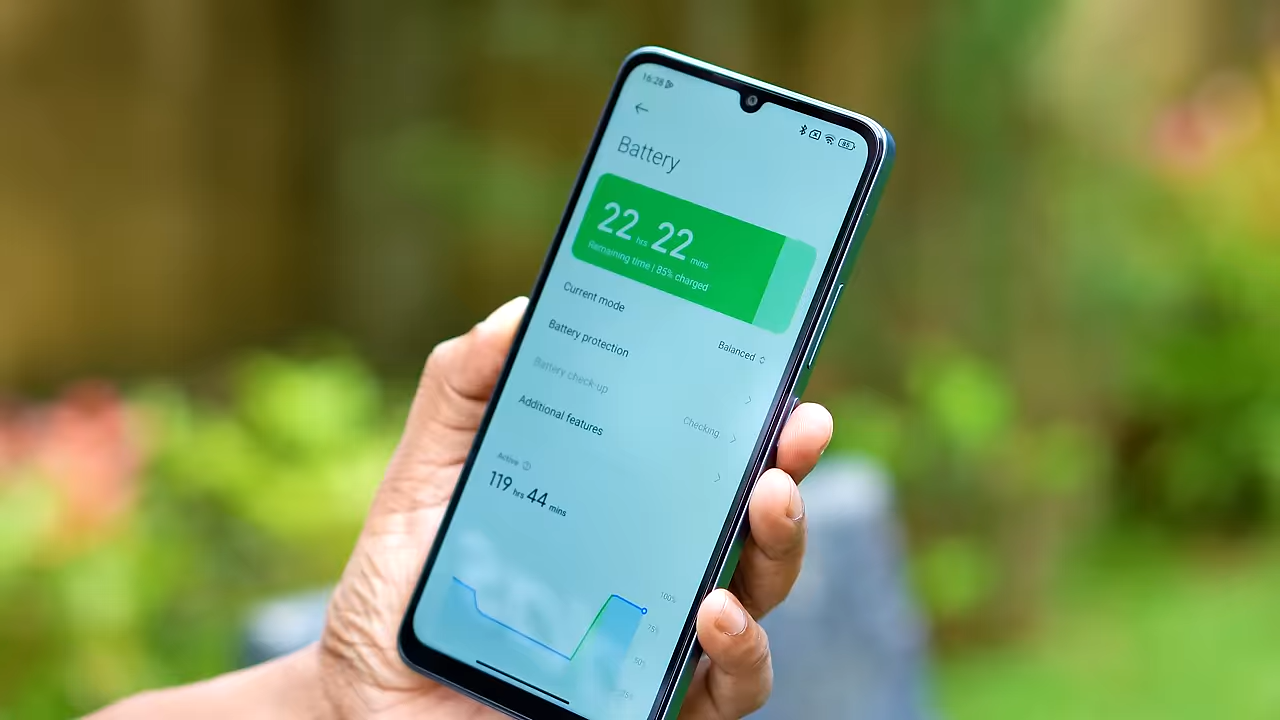 16:28
85
Battery
22 hrs 22 mins
Remaining time | 85% charged
Current mode
Balanced
Battery protection
Battery check-up
Checking
Additional features
Active
119 hrs 44 mins
100%
75%
50%